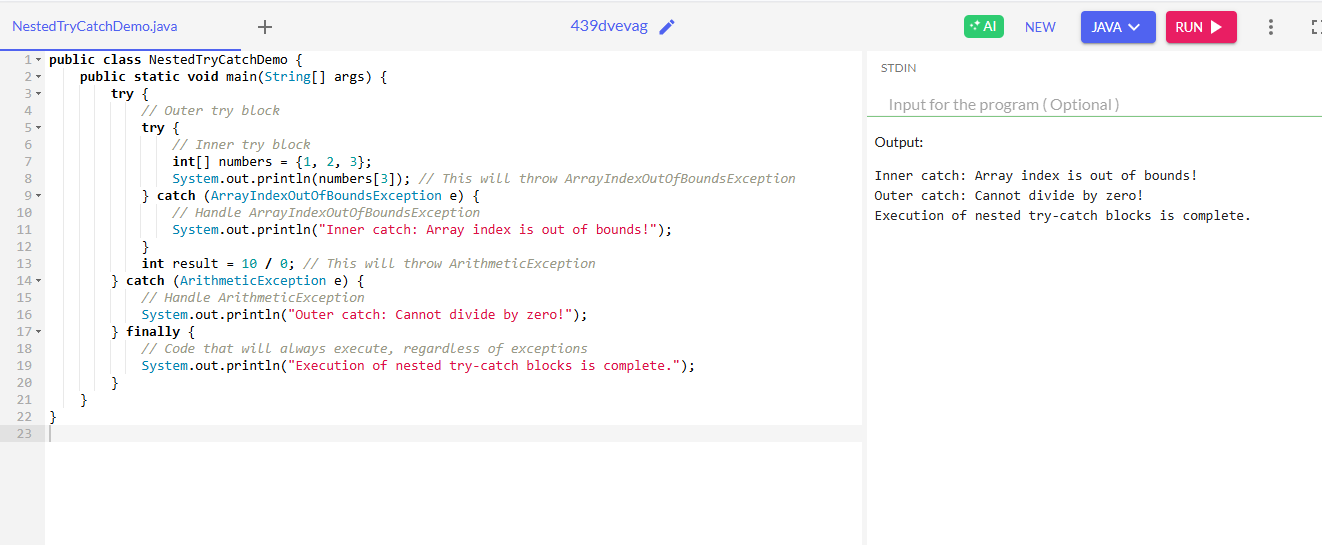 NestedTryCatchDemo.java + 439dvevag AI NEW JAVA RUN
1 public class NestedTryCatchDemo {
2     public static void main(String[] args) {
3         try {
4             // Outer try block
5             try {
6                 // Inner try block
7                 int[] numbers = {1, 2, 3};
8                 System.out.println(numbers[3]); // This will throw ArrayIndexOutOfBoundsException
9             } catch (ArrayIndexOutOfBoundsException e) {
10                 // Handle ArrayIndexOutOfBoundsException
11                 System.out.println("Inner catch: Array index is out of bounds!");
12             }
13             int result = 10 / 0; // This will throw ArithmeticException
14         } catch (ArithmeticException e) {
15             // Handle ArithmeticException
16             System.out.println("Outer catch: Cannot divide by zero!");
17         } finally {
18             // Code that will always execute, regardless of exceptions
19             System.out.println("Execution of nested try-catch blocks is complete.");
20         }
21     }
22 }
23
STDIN
Input for the program ( Optional )
Output:
Inner catch: Array index is out of bounds!
Outer catch: Cannot divide by zero!
Execution of nested try-catch blocks is complete.